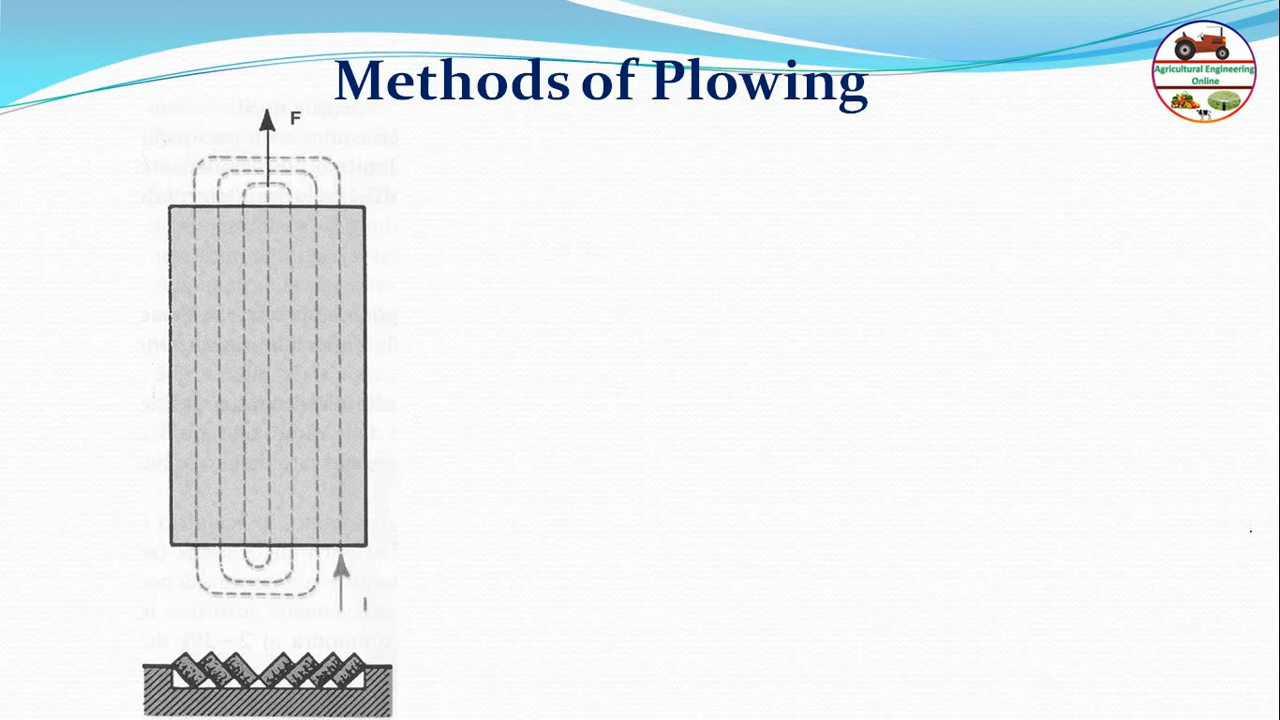 Methods of Plowing
Agricultural Engineering
Online
F
I